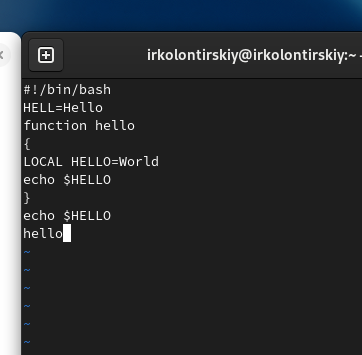 irkolontirskiy@irkolontirskiy:~
#!/bin/bash
HELL=Hello
function hello
{
LOCAL HELLO=World
echo $HELLO
}
echo $HELLO
hello
~
~
~
~
~
~